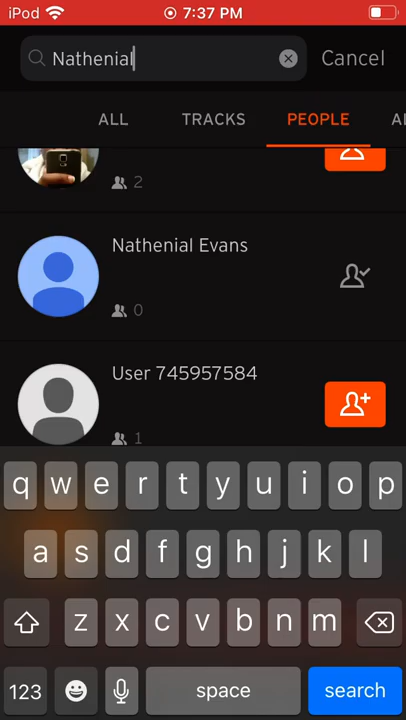 iPod 7:37 PM
Nathenial Cancel
ALL TRACKS PEOPLE
2
Nathenial Evans
0
User 745957584
1
q w e r t y u i o p
a s d f g h j k l
z x c v b n m
123 space search